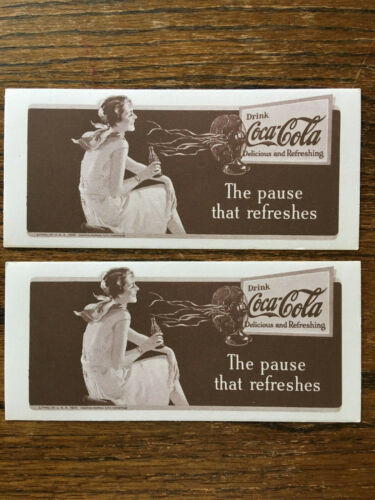 Drink
Coca-Cola
Delicious and Refreshing
The pause
that refreshes
Drink
Coca-Cola
Delicious and Refreshing
The pause
that refreshes